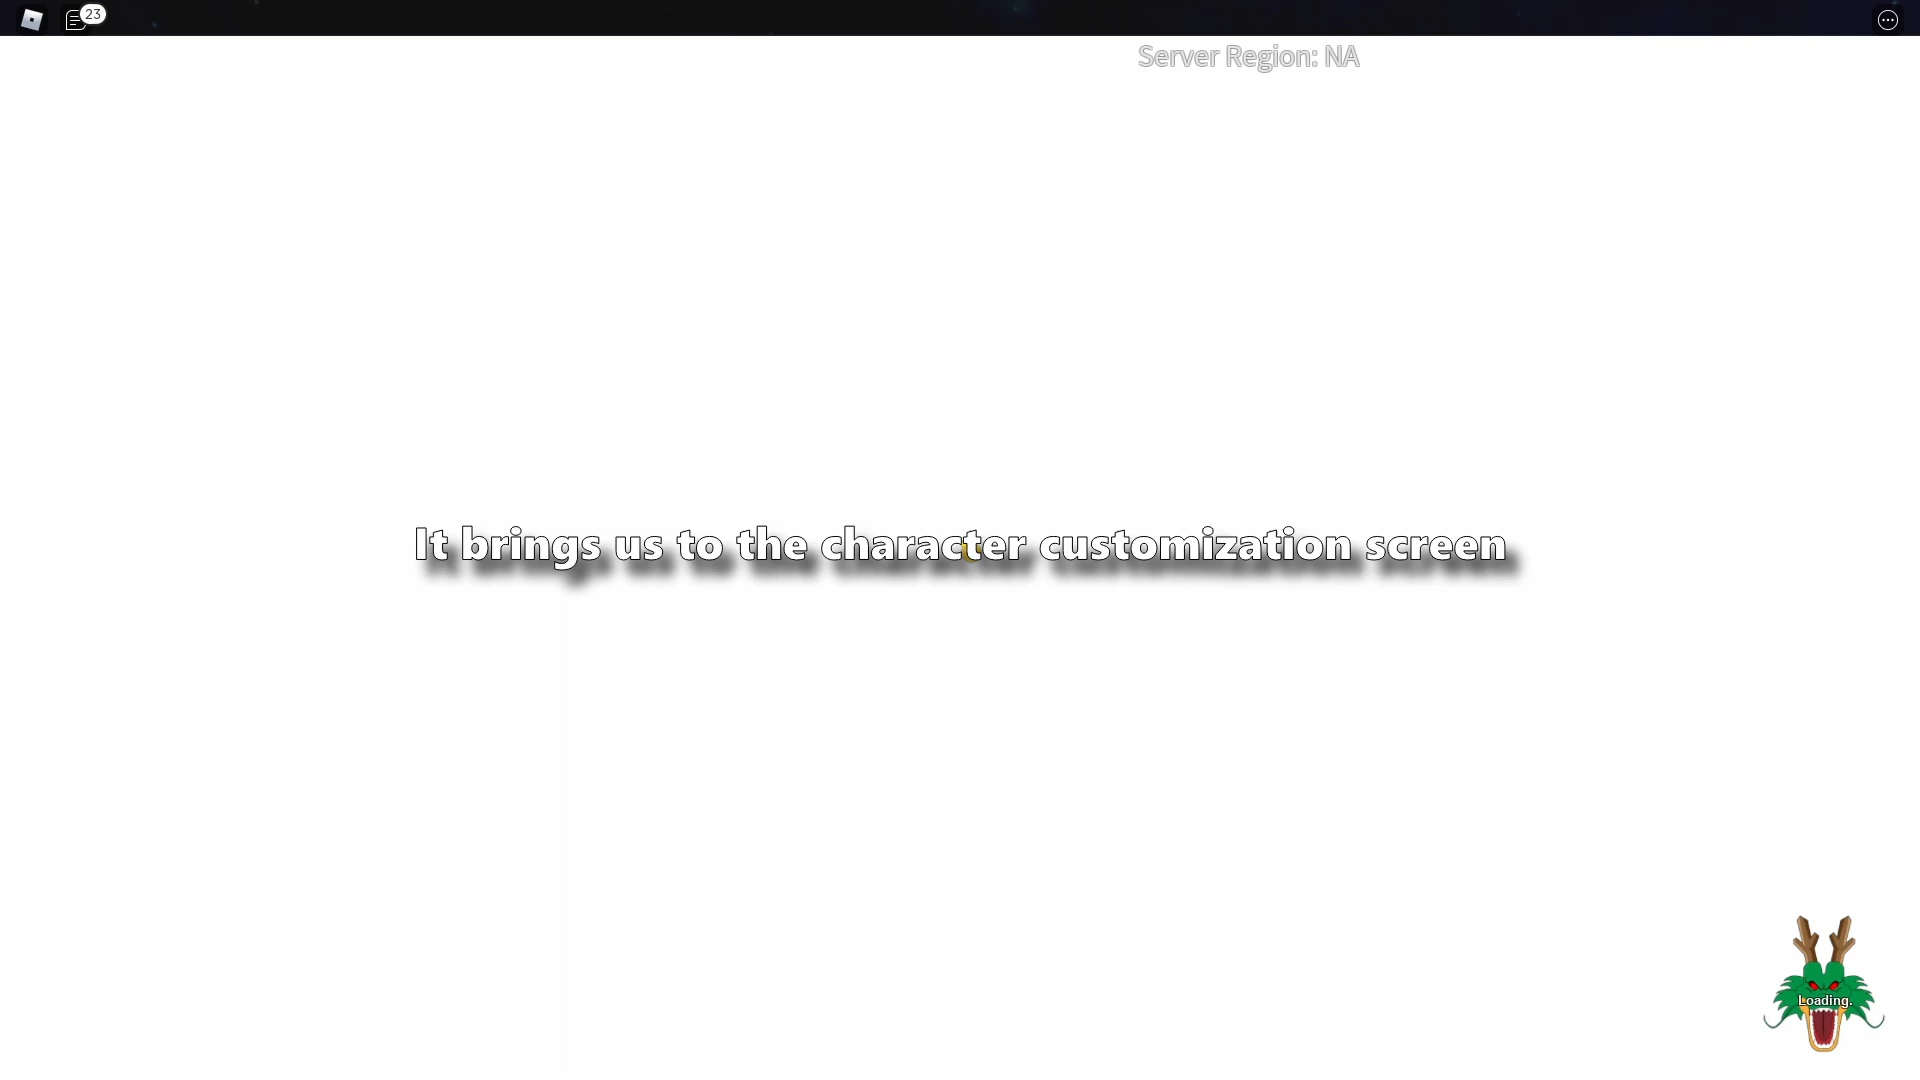 23
Server Region: NA
It brings us to the character customization screen
Loading.